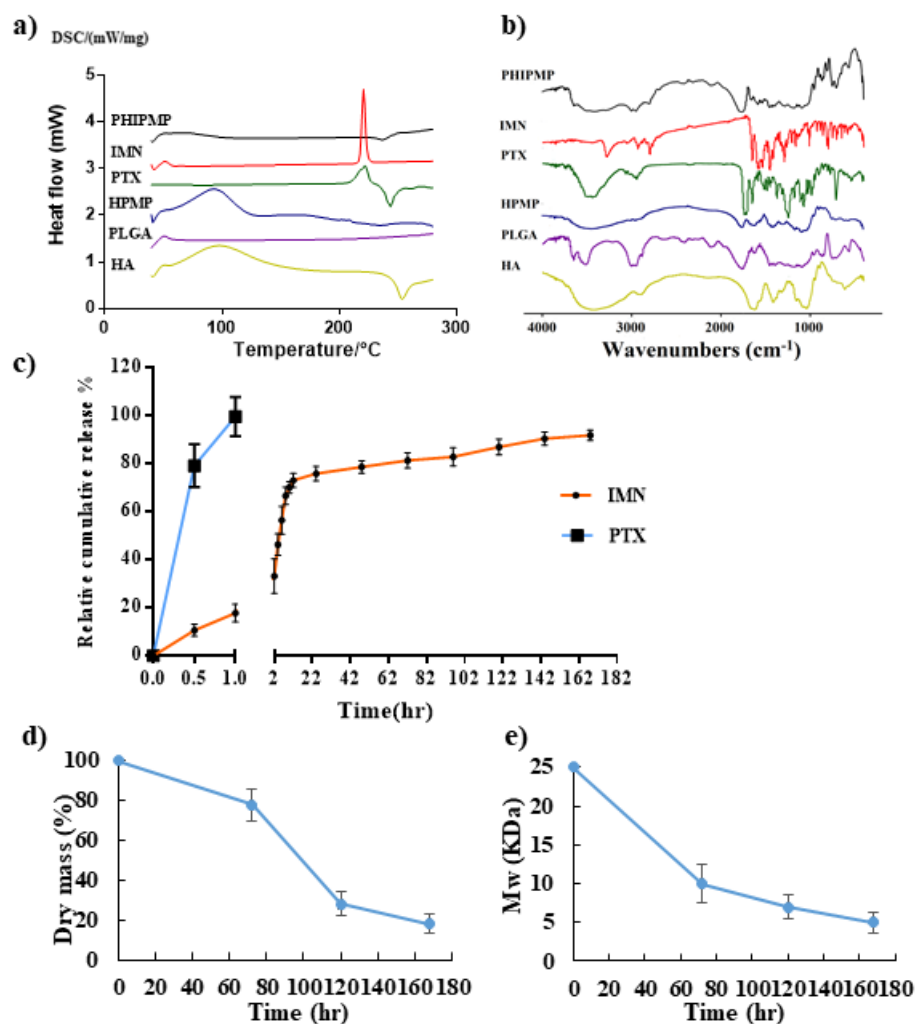 a)
DSC/(mW/mg)
Heat flow (mW)
5
4
3
2
1
0
PHIPMP
IMN
PTX
HPMP
PLGA
HA
0 100 200 300
Temperature/°C
b)
PHIPMP
IMN
PTX
HPMP
PLGA
HA
4000 3000 2000 1000
Wavenumbers (cm-1)
c)
Relative cumulative release %
120
100
80
60
40
20
0
0.0 0.5 1.0 2 22 42 62 82 102 122 142 162 182
Time(hr)
IMN
PTX
d)
Dry mass (%)
100
80
60
40
20
0
0 20 40 60 80 100 120 140 160 180
Time (hr)
e)
Mw (KDa)
25
20
15
10
5
0
0 20 40 60 80 100 120 140 160 180
Time (hr)